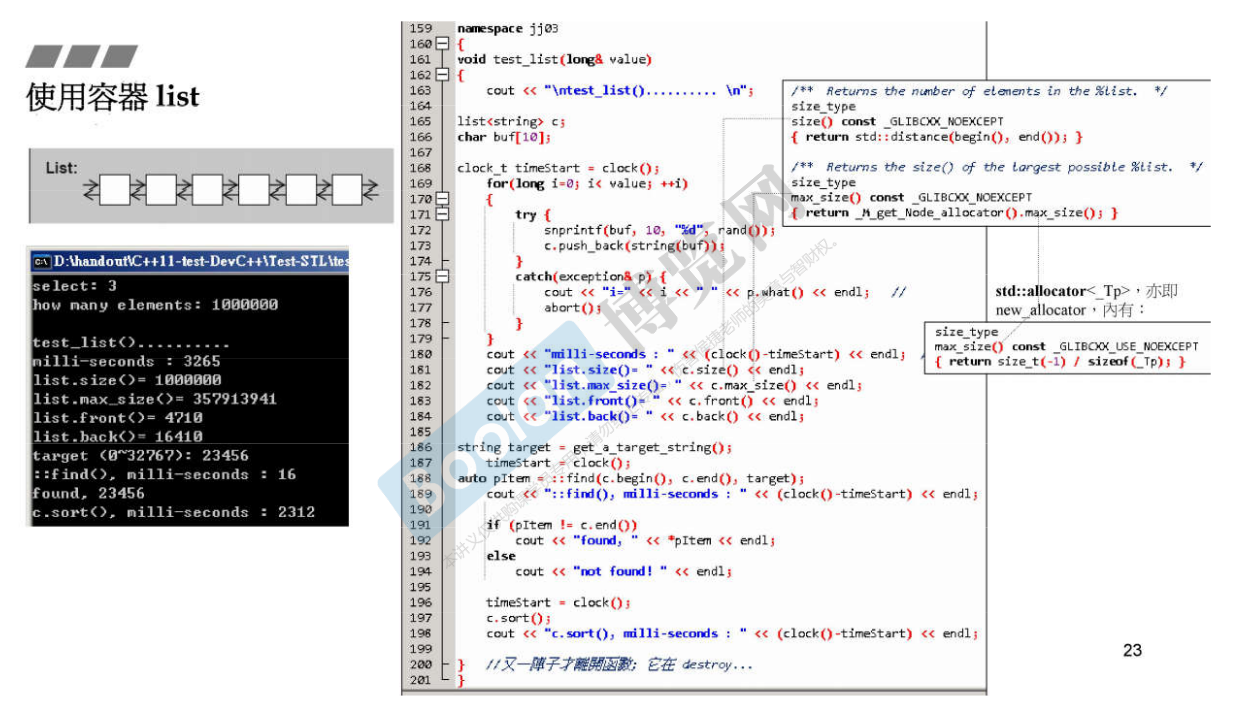 使用容器 list
List:
D:\handout\C++11-test-DevC++\Test-STL\tes
select: 3
how many elements: 1000000
test_list()..........
milli-seconds : 3265
list.size()= 1000000
list.max_size()= 357913941
list.front()= 4710
list.back()= 16410
target (0~32767): 23456
::find(), milli-seconds : 16
found, 23456
c.sort(), milli-seconds : 2312
159 namespace jj03
160 {
161 void test_list(long& value)
162 {
163 cout << "\ntest_list().......... \n";
164
165 list<string> c;
166 char buf[10];
167
168 clock_t timeStart = clock();
169 for(long i=0; i< value; ++i)
170 {
171 try {
172 snprintf(buf, 10, "%d", rand());
173 c.push_back(string(buf));
174 }
175 catch(exception& p) {
176 cout << "i=" << i << " " << p.what() << endl; //
177 abort();
178 }
179 }
180 cout << "milli-seconds : " << (clock()-timeStart) << endl; /
181 cout << "list.size()= " << c.size() << endl;
182 cout << "list.max_size()= " << c.max_size() << endl;
183 cout << "list.front()= " << c.front() << endl;
184 cout << "list.back()= " << c.back() << endl;
185
186 string target = get_a_target_string();
187 timeStart = clock();
188 auto pItem = ::find(c.begin(), c.end(), target);
189 cout << "::find(), milli-seconds : " << (clock()-timeStart) << endl;
190
191 if (pItem != c.end())
192 cout << "found, " << *pItem << endl;
193 else
194 cout << "not found! " << endl;
195
196 timeStart = clock();
197 c.sort();
198 cout << "c.sort(), milli-seconds : " << (clock()-timeStart) << endl;
199
200 } //又一陣子才離開函數; 它在 destroy...
201 }
/** Returns the number of elements in the %list. */
size_type
size() const _GLIBCXX_NOEXCEPT
{ return std::distance(begin(), end()); }
/** Returns the size() of the largest possible %list. */
size_type
max_size() const _GLIBCXX_NOEXCEPT
{ return _M_get_Node_allocator().max_size(); }
std::allocator<_Tp>，亦即
new_allocator，內有：
size_type
max_size() const _GLIBCXX_USE_NOEXCEPT
{ return size_t(-1) / sizeof(_Tp); }
Boolan 博览网
23